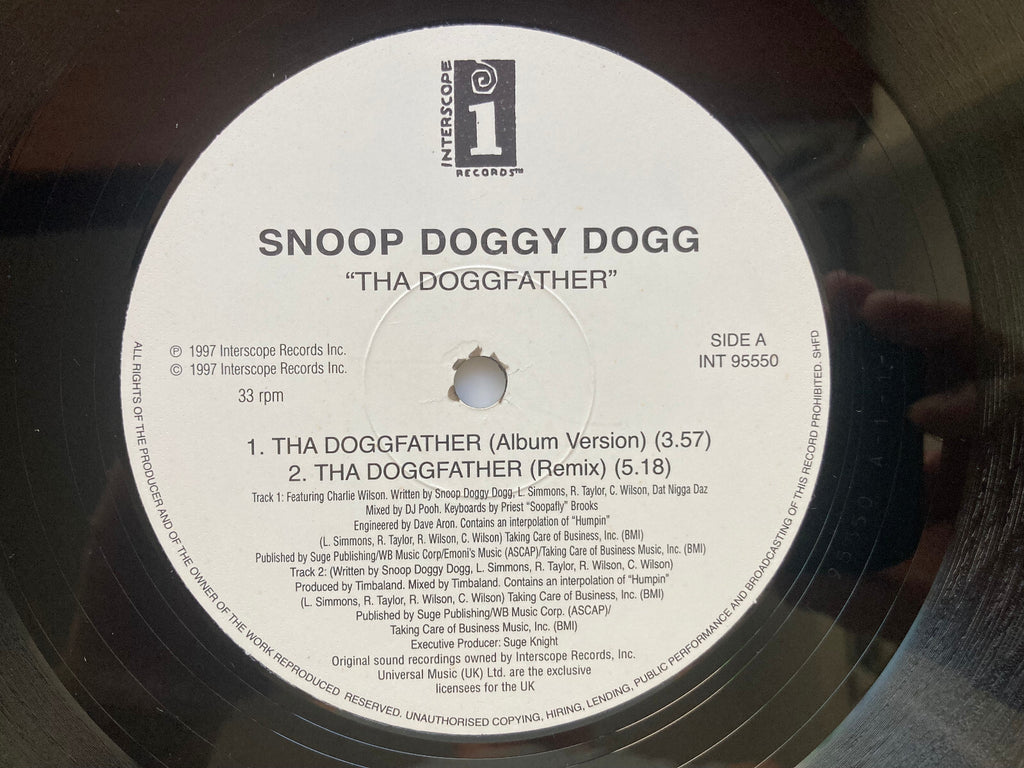 INTERSCOPE
1
RECORDS™
SNOOP DOGGY DOGG
“THA DOGGFATHER”
℗ 1997 Interscope Records Inc.
© 1997 Interscope Records Inc.
33 rpm
SIDE A
INT 95550
1. THA DOGGFATHER (Album Version) (3.57)
2. THA DOGGFATHER (Remix) (5.18)
Track 1: Featuring Charlie Wilson. Written by Snoop Doggy Dogg, L. Simmons, R. Taylor, C. Wilson, Dat Nigga Daz
Mixed by DJ Pooh. Keyboards by Priest “Soopafly” Brooks
Engineered by Dave Aron. Contains an interpolation of “Humpin”
(L. Simmons, R. Taylor, R. Wilson, C. Wilson) Taking Care of Business, Inc. (BMI)
Published by Suge Publishing/WB Music Corp/Emoni's Music (ASCAP)/Taking Care of Business Music, Inc. (BMI)
Track 2: (Written by Snoop Doggy Dogg, L. Simmons, R. Taylor, R. Wilson, C. Wilson)
Produced by Timbaland. Mixed by Timbaland. Contains an interpolation of “Humpin”
(L. Simmons, R. Taylor, R. Wilson, C. Wilson) Taking Care of Business, Inc. (BMI)
Published by Suge Publishing/WB Music Corp. (ASCAP)/
Taking Care of Business Music, Inc. (BMI)
Executive Producer: Suge Knight
Original sound recordings owned by Interscope Records, Inc.
Universal Music (UK) Ltd. are the exclusive
licensees for the UK
ALL RIGHTS OF THE PRODUCER AND OF THE OWNER OF THE WORK REPRODUCED RESERVED. UNAUTHORISED COPYING, HIRING, LENDING, PUBLIC PERFORMANCE AND BROADCASTING OF THIS RECORD PROHIBITED. SHFD